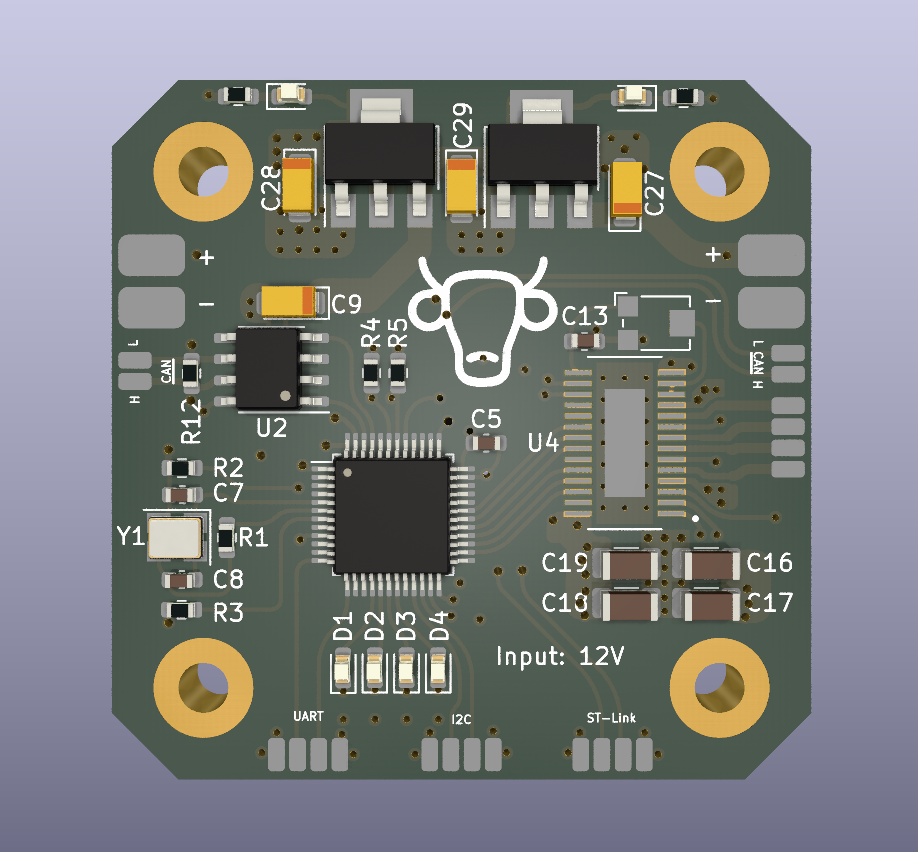 C28
C29
C27
+
+
−
−
C9
R4
R5
C13
L
CAN
H
L
CAN
H
R12
U2
C5
U4
R2
C7
Y1
R1
C8
R3
C19
C16
C17
D1
D2
D3
D4
Input: 12V
UART
I2C
ST-Link